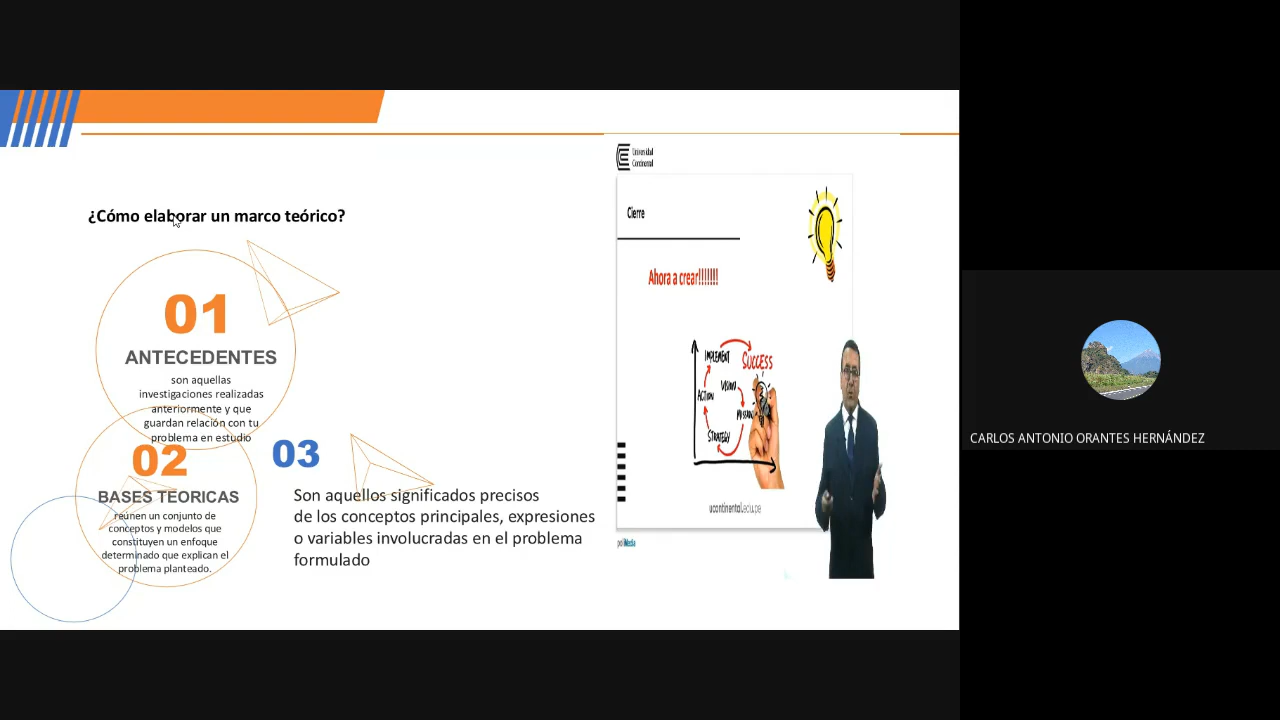 ¿Cómo elaborar un marco teórico?
01
ANTECEDENTES
son aquellas
investigaciones realizadas
anteriormente y que
guardan relación con tu
problema en estudio
02
BASES TEORICAS
reúnen un conjunto de
conceptos y modelos que
constituyen un enfoque
determinado que explican el
problema planteado.
03
Son aquellos significados precisos
de los conceptos principales, expresiones
o variables involucradas en el problema
formulado
Universidad
Continental
Cierre
Ahora a crear!!!!!!!
IMPLEMENT
SUCCESS
VISION
ACTION
STRATEGY
ucontinental.edu.pe
poliMedia
CARLOS ANTONIO ORANTES HERNÁNDEZ